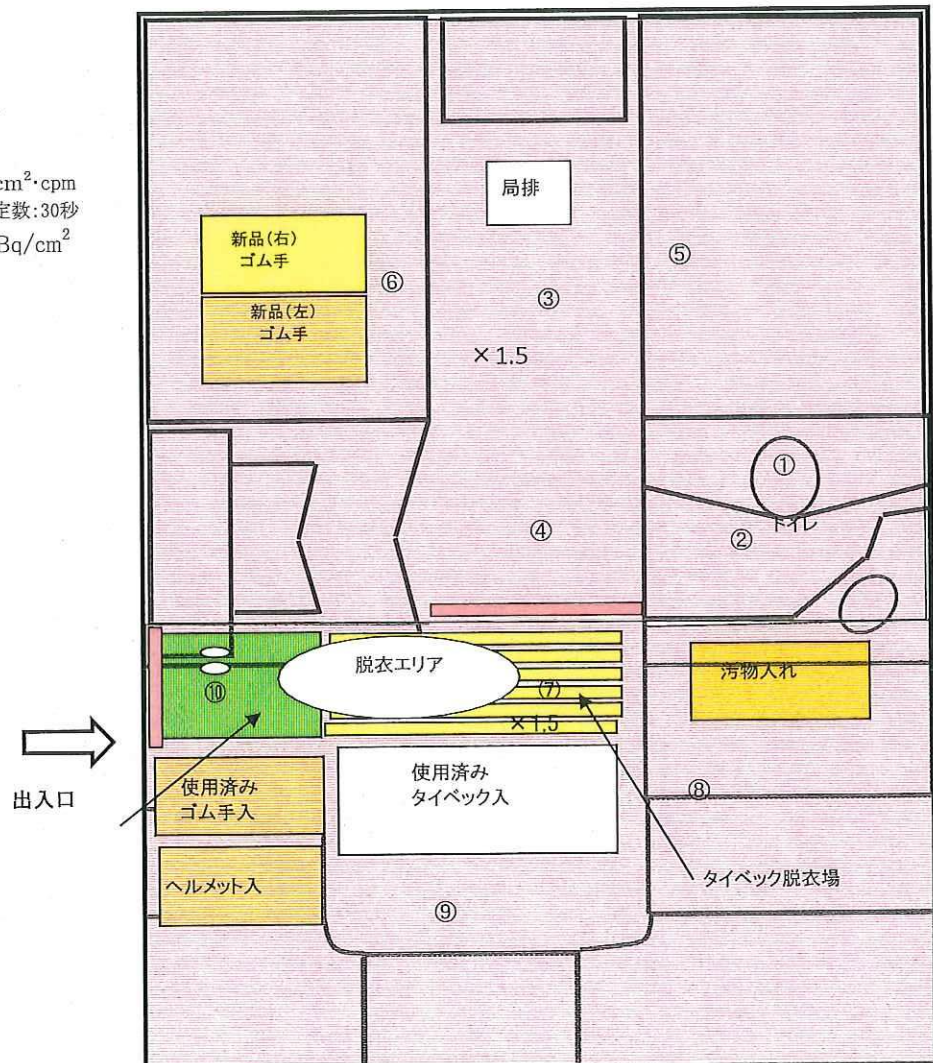 cm²・cpm
定数:30秒
Bq/cm²
局排
新品(右)
ゴム手
新品(左)
ゴム手
⑥
③
⑤
×1.5
①
トイレ
②
④
脱衣エリア
⑩
(7)
×1.5
汚物入れ
出入口
使用済み
ゴム手入
使用済み
タイベック入
⑧
ヘルメット入
タイベック脱衣場
⑨